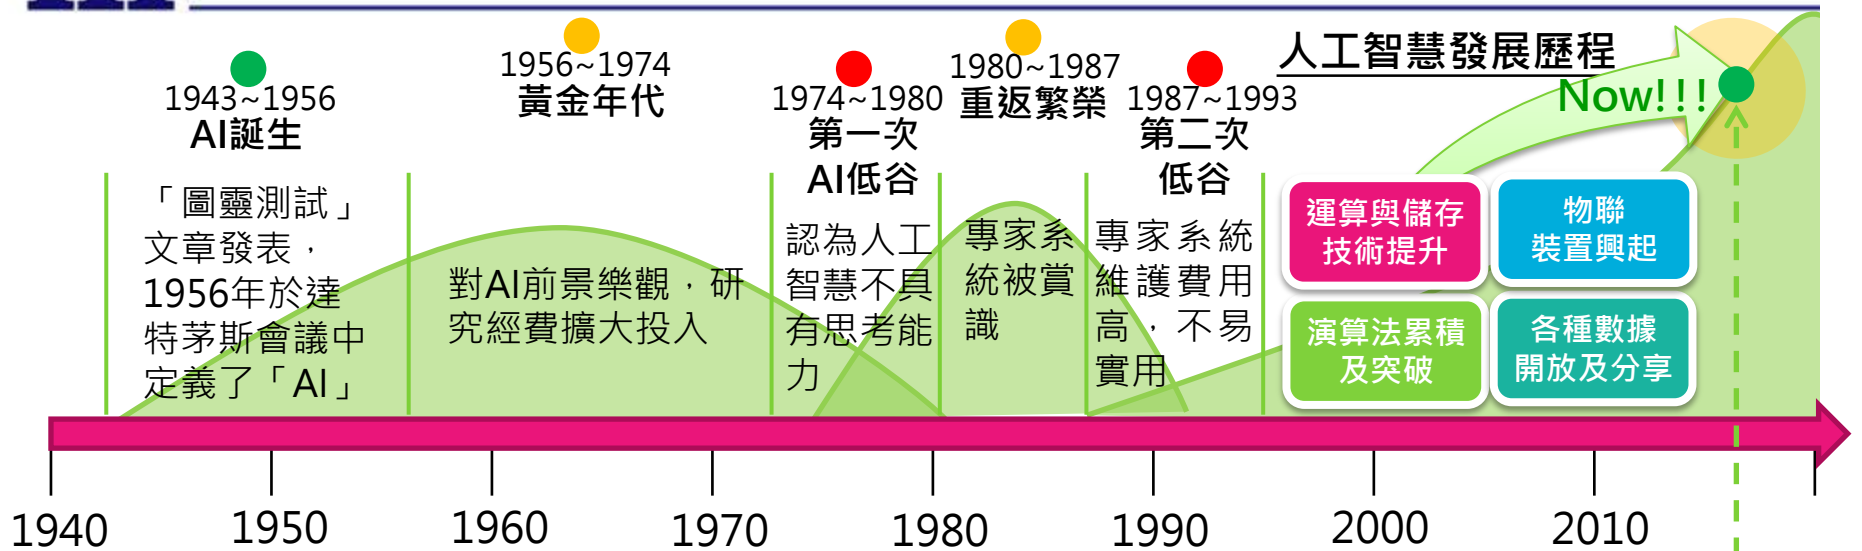 人工智慧發展歷程
Now!!!
1943~1956
AI誕生
「圖靈測試」
文章發表，
1956年於達
特茅斯會議中
定義了「AI」
1956~1974
黃金年代
對AI前景樂觀，研
究經費擴大投入
1974~1980
第一次
AI低谷
認為人工
智慧不具
有思考能
力
1980~1987
重返繁榮
專家系
統被賞
識
1987~1993
第二次
低谷
專家系統
維護費用
高，不易
實用
運算與儲存
技術提升
物聯
裝置興起
演算法累積
及突破
各種數據
開放及分享
1940
1950
1960
1970
1980
1990
2000
2010